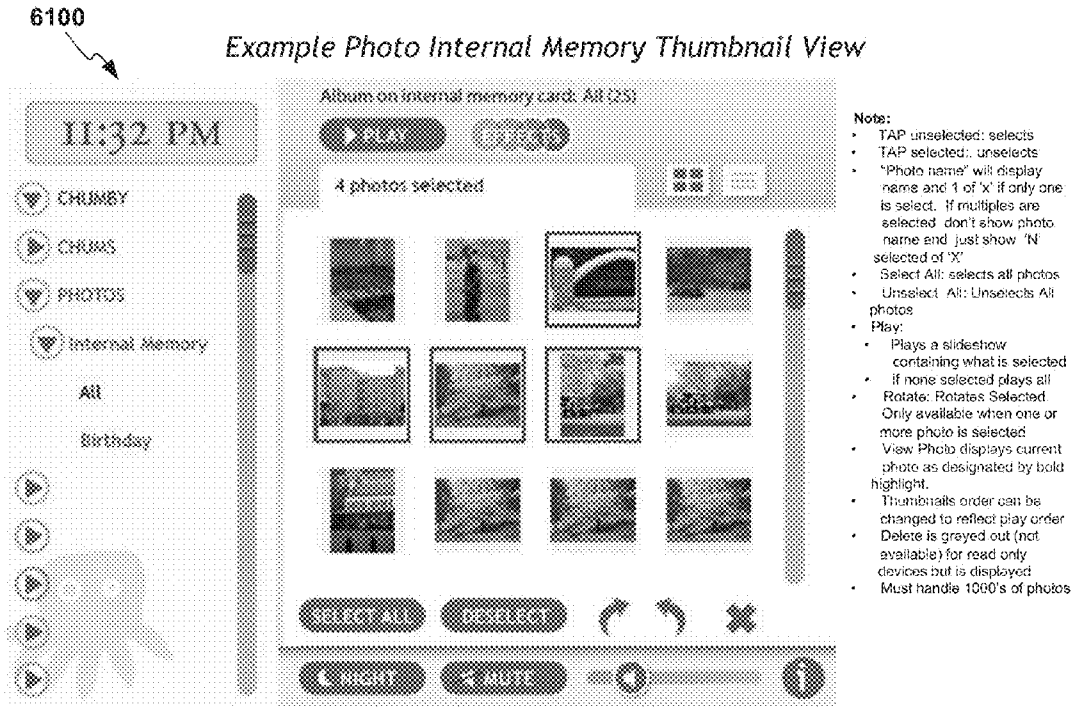 6100
Example Photo Internal Memory Thumbnail View
11:32 PM
CHUMBY
CHUMS
PHOTOS
Internal Memory
All
Birthday
Album on internal memory card: All (25)
PLAY
EFFECTS
4 photos selected
SELECT ALL
DESELECT
NIGHT
MUTE
i
Note:
• TAP unselected: selects
• TAP selected:. unselects
• "Photo name" will display
name and 1 of 'x' if only one
is select. If multiples are
selected don't show photo
name and just show 'N'
selected of 'X'
• Select All: selects all photos
• Unselect All: Unselects All
photos
• Play:
• Plays a slideshow
containing what is selected
• if none selected plays all
• Rotate: Rotates Selected.
Only available when one or
more photo is selected
• View Photo displays current
photo as designated by bold
highlight.
• Thumbnails order can be
changed to reflect play order
• Delete is grayed out (not
available) for read only
devices but is displayed
• Must handle 1000's of photos